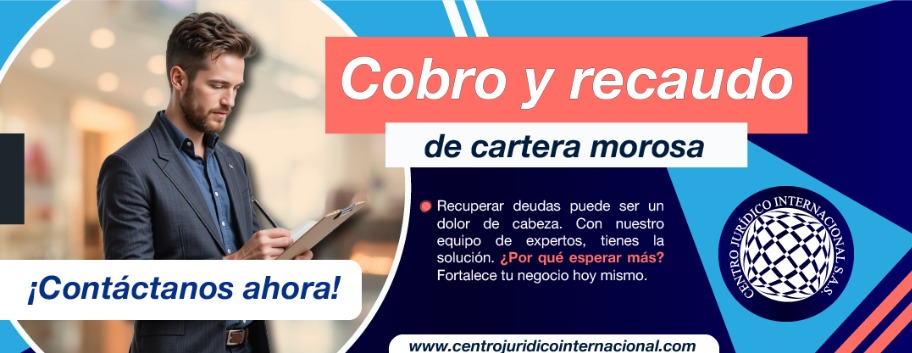 Cobro y recaudo
de cartera morosa
Recuperar deudas puede ser un
dolor de cabeza. Con nuestro
equipo de expertos, tienes la
solución. ¿Por qué esperar más?
Fortalece tu negocio hoy mismo.
¡Contáctanos ahora!
CENTRO JURÍDICO INTERNACIONAL S.A.S.
www.centrojuridicointernacional.com